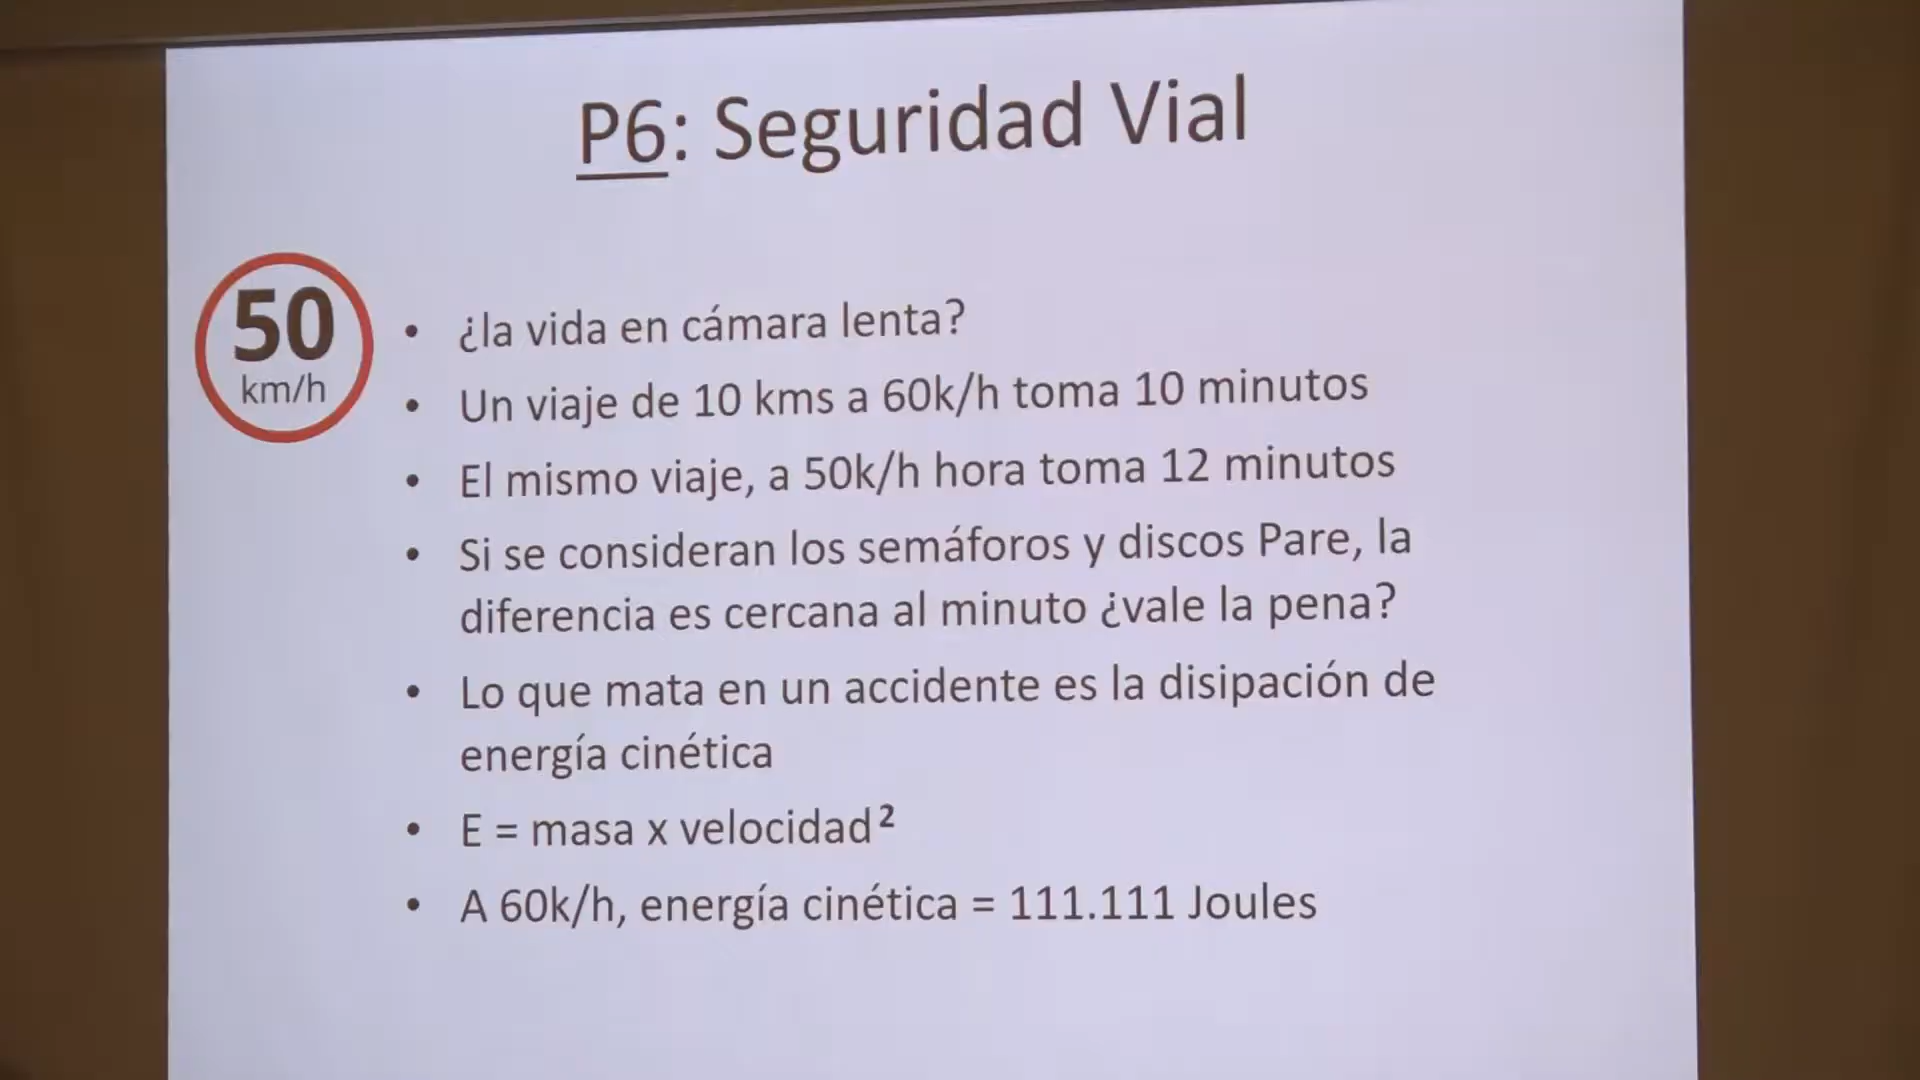 P6: Seguridad Vial
50
km/h
• ¿la vida en cámara lenta?
• Un viaje de 10 kms a 60k/h toma 10 minutos
• El mismo viaje, a 50k/h hora toma 12 minutos
• Si se consideran los semáforos y discos Pare, la
diferencia es cercana al minuto ¿vale la pena?
• Lo que mata en un accidente es la disipación de
energía cinética
• E = masa x velocidad²
• A 60k/h, energía cinética = 111.111 Joules